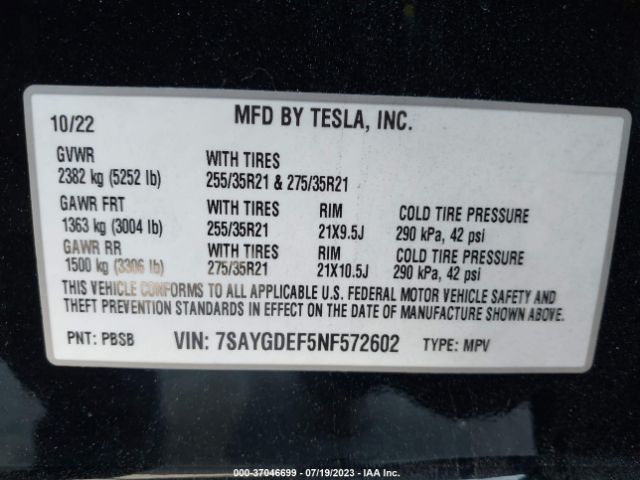 10/22 MFD BY TESLA, INC.
GVWR WITH TIRES
2382 kg (5252 lb) 255/35R21 & 275/35R21
GAWR FRT WITH TIRES RIM COLD TIRE PRESSURE
1363 kg (3004 lb) 255/35R21 21X9.5J 290 kPa, 42 psi
GAWR RR WITH TIRES RIM COLD TIRE PRESSURE
1500 kg (3306 lb) 275/35R21 21X10.5J 290 kPa, 42 psi
THIS VEHICLE CONFORMS TO ALL APPLICABLE U.S. FEDERAL MOTOR VEHICLE SAFETY AND
THEFT PREVENTION STANDARDS IN EFFECT ON THE DATE OF MANUFACTURE SHOWN ABOVE.
PNT: PBSB VIN: 7SAYGDEF5NF572602 TYPE: MPV
000-37046699 - 07/19/2023 - IAA Inc.